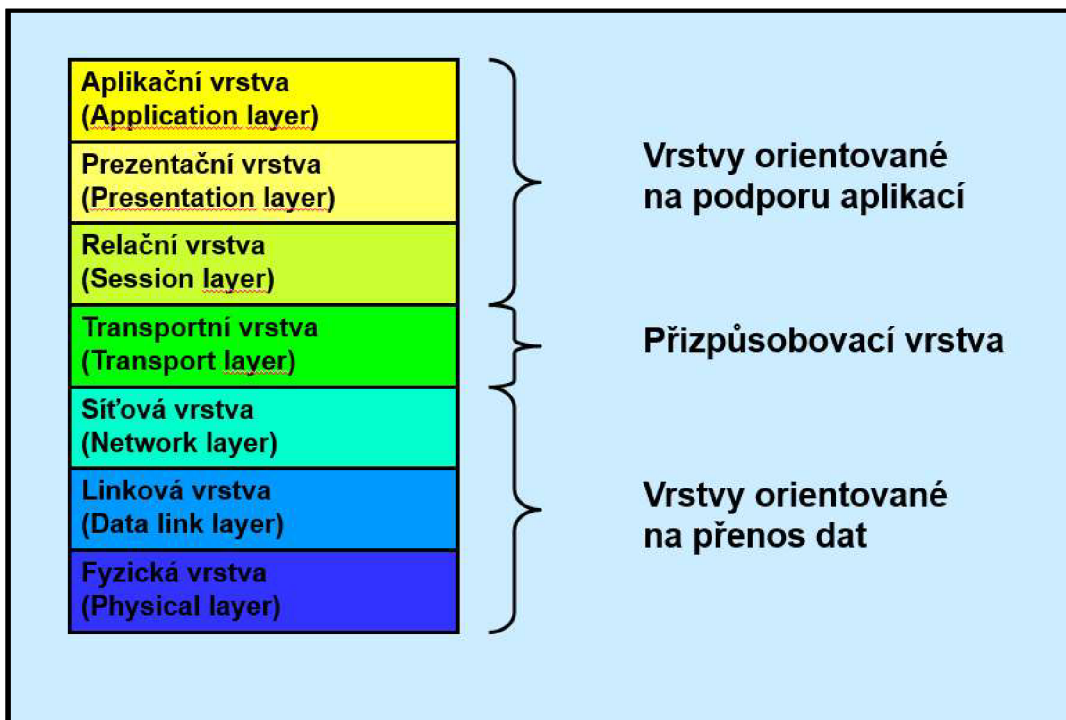 Aplikační vrstva
(Application layer)
Prezentační vrstva
(Presentation layer)
Relační vrstva
(Session layer)
Transportní vrstva
(Transport layer)
Síťová vrstva
(Network layer)
Linková vrstva
(Data link layer)
Fyzická vrstva
(Physical layer)
Vrstvy orientované
na podporu aplikací
Přizpůsobovací vrstva
Vrstvy orientované
na přenos dat